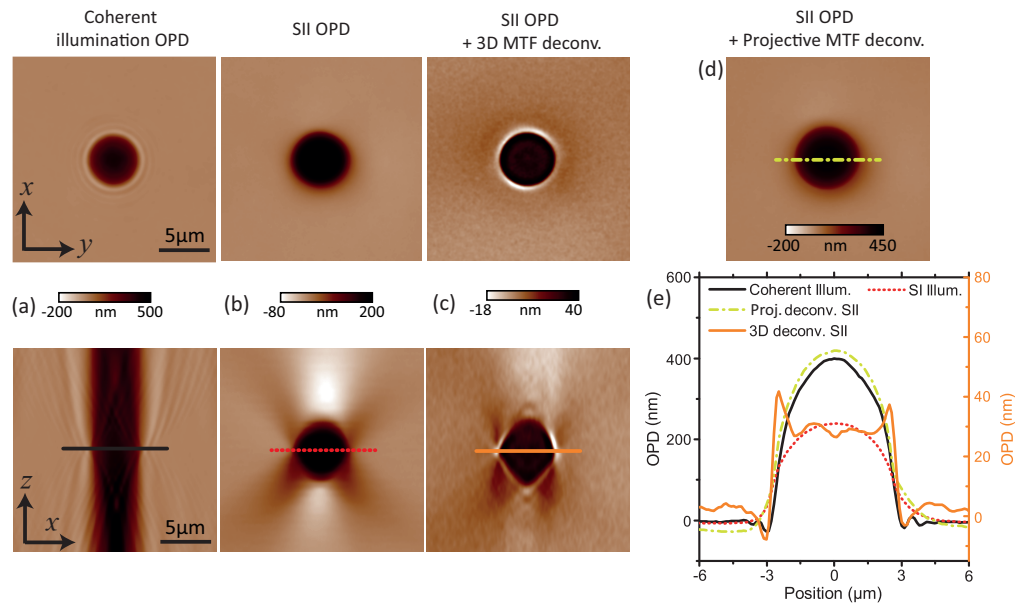 Coherent
illumination OPD
SII OPD
SII OPD
+ 3D MTF deconv.
SII OPD
+ Projective MTF deconv.
(d)
x
y
5µm
-200 nm 450
(a)
-200 nm 500
(b)
-80 nm 200
(c)
-18 nm 40
z
x
5µm
(e)
Coherent Illum.
SI Illum.
Proj. deconv. SII
3D deconv. SII
600
400
200
0
OPD (nm)
80
60
40
20
0
OPD (nm)
-6 -3 0 3 6
Position (µm)